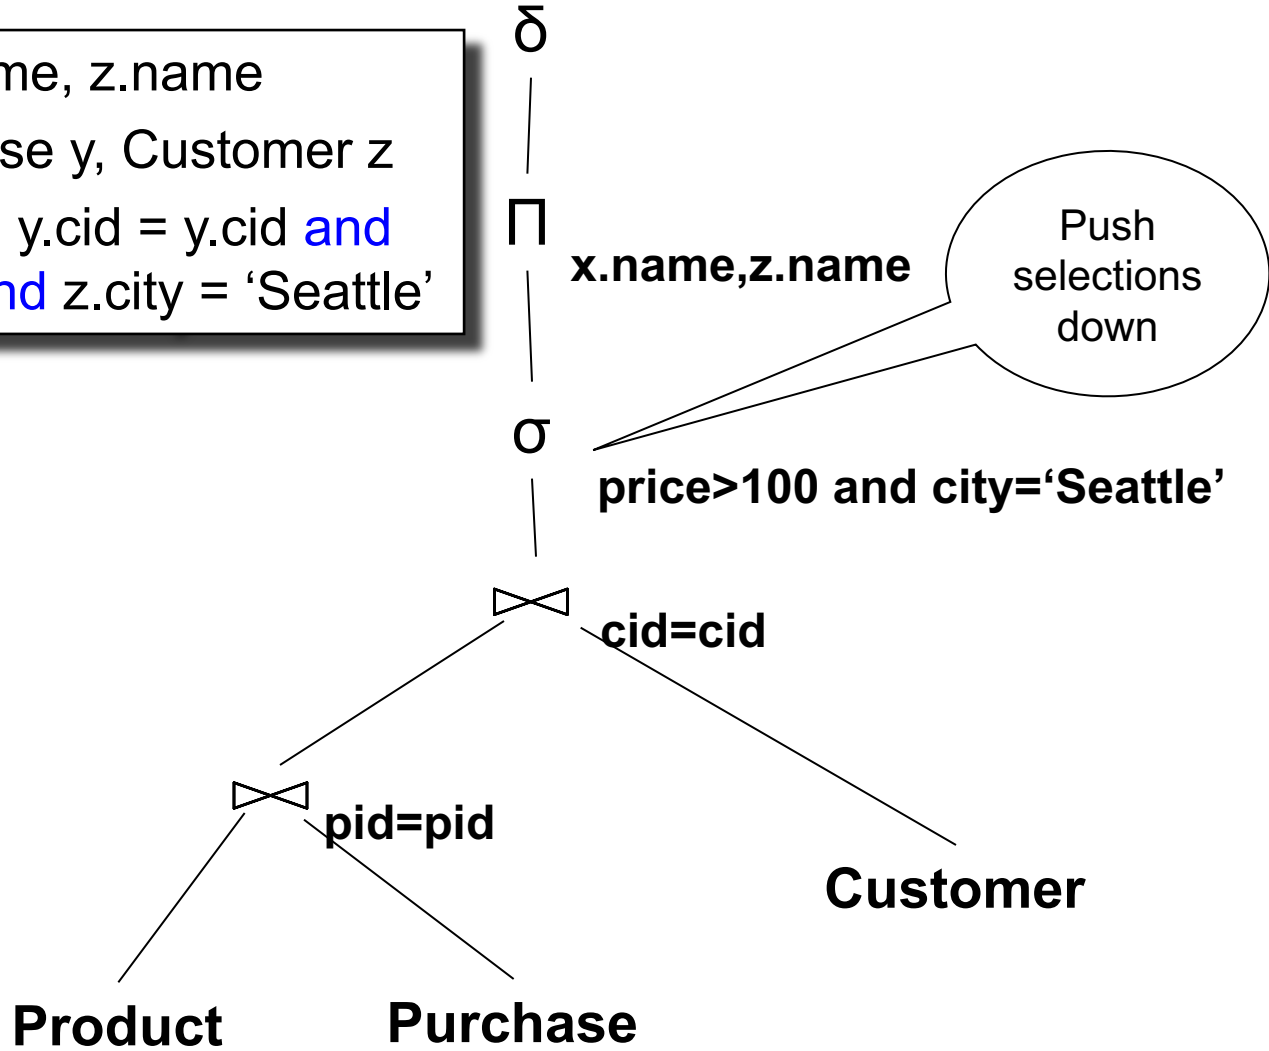 me, z.name
se y, Customer z
y.cid = y.cid and
nd z.city = ‘Seattle’
δ
Π
x.name,z.name
Push
selections
down
σ
price>100 and city=‘Seattle’
cid=cid
pid=pid
Customer
Product
Purchase